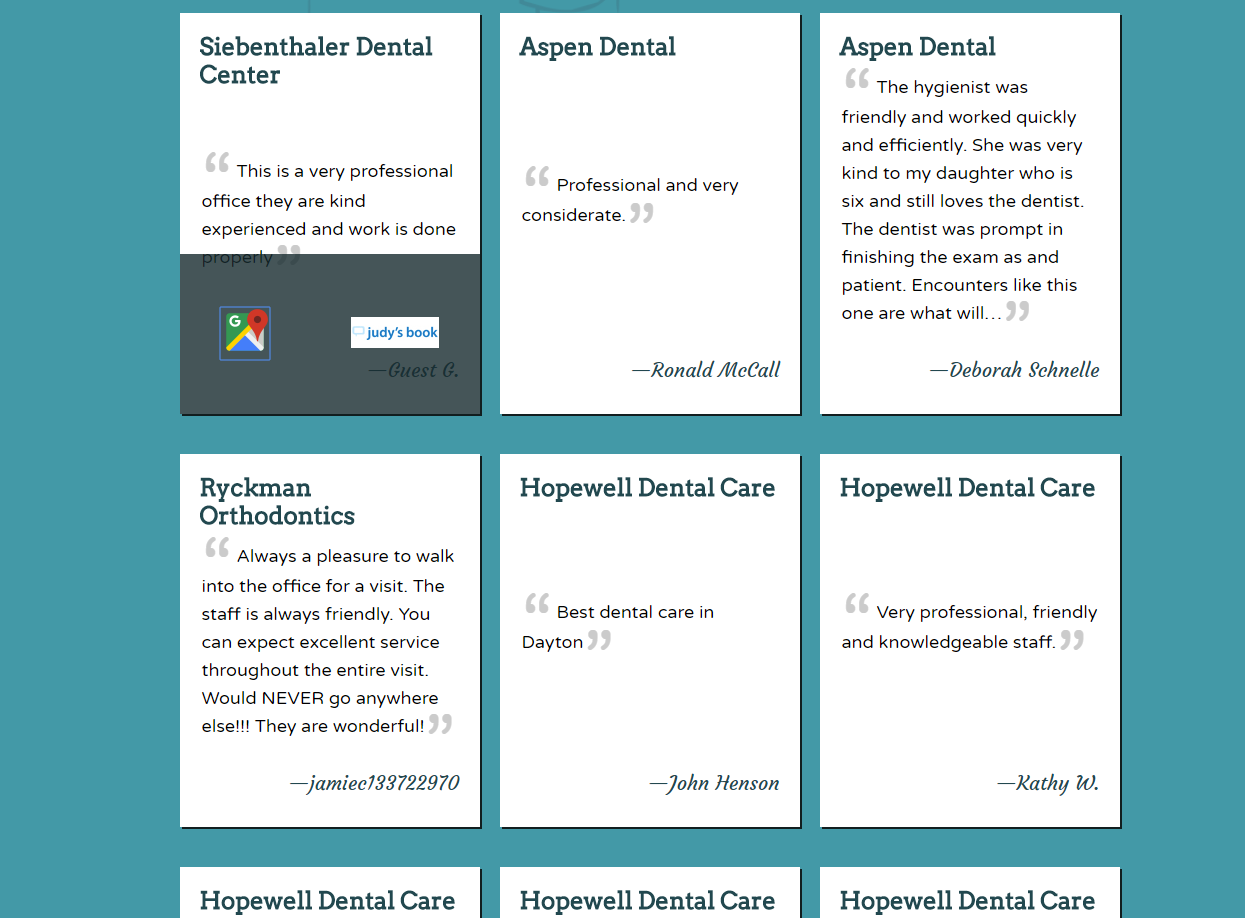 Siebenthaler Dental
Center
“ This is a very professional
office they are kind
experienced and work is done
properly ”
G
judy's book
—Guest G.
Aspen Dental
“ Professional and very
considerate. ”
—Ronald McCall
Aspen Dental
“ The hygienist was
friendly and worked quickly
and efficiently. She was very
kind to my daughter who is
six and still loves the dentist.
The dentist was prompt in
finishing the exam as and
patient. Encounters like this
one are what will... ”
—Deborah Schnelle
Ryckman
Orthodontics
“ Always a pleasure to walk
into the office for a visit. The
staff is always friendly. You
can expect excellent service
throughout the entire visit.
Would NEVER go anywhere
else!!! They are wonderful! ”
—jamiec133722970
Hopewell Dental Care
“ Best dental care in
Dayton ”
—John Henson
Hopewell Dental Care
“ Very professional, friendly
and knowledgeable staff. ”
—Kathy W.
Hopewell Dental Care
Hopewell Dental Care
Hopewell Dental Care